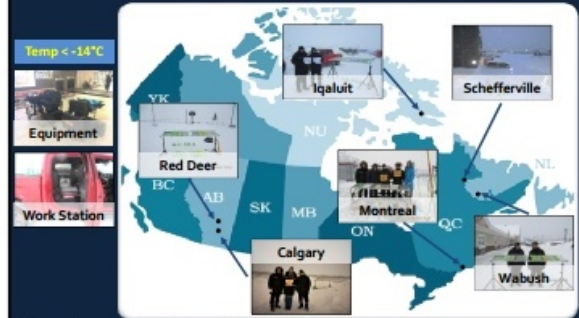 Temp < -14°C
Equipment
Work Station
Iqaluit
Schefferville
YK
NU
Red Deer
NL
BC
AB
SK
MB
ON
QC
Montreal
Calgary
Wabush